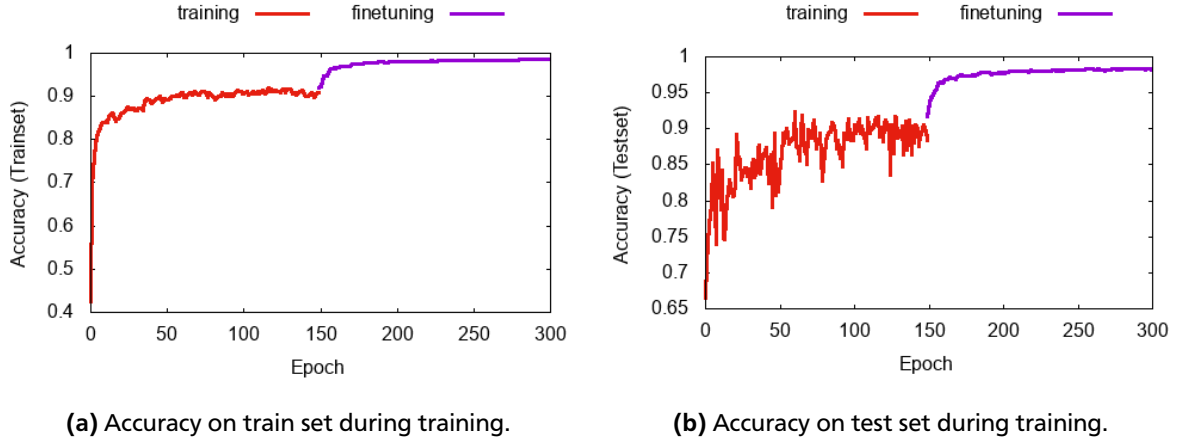 training finetuning
1
0.9
0.8
0.7
0.6
0.5
0.4
Accuracy (Trainset)
0 50 100 150 200 250 300
Epoch
(a) Accuracy on train set during training.
training finetuning
1
0.95
0.9
0.85
0.8
0.75
0.7
0.65
Accuracy (Testset)
0 50 100 150 200 250 300
Epoch
(b) Accuracy on test set during training.